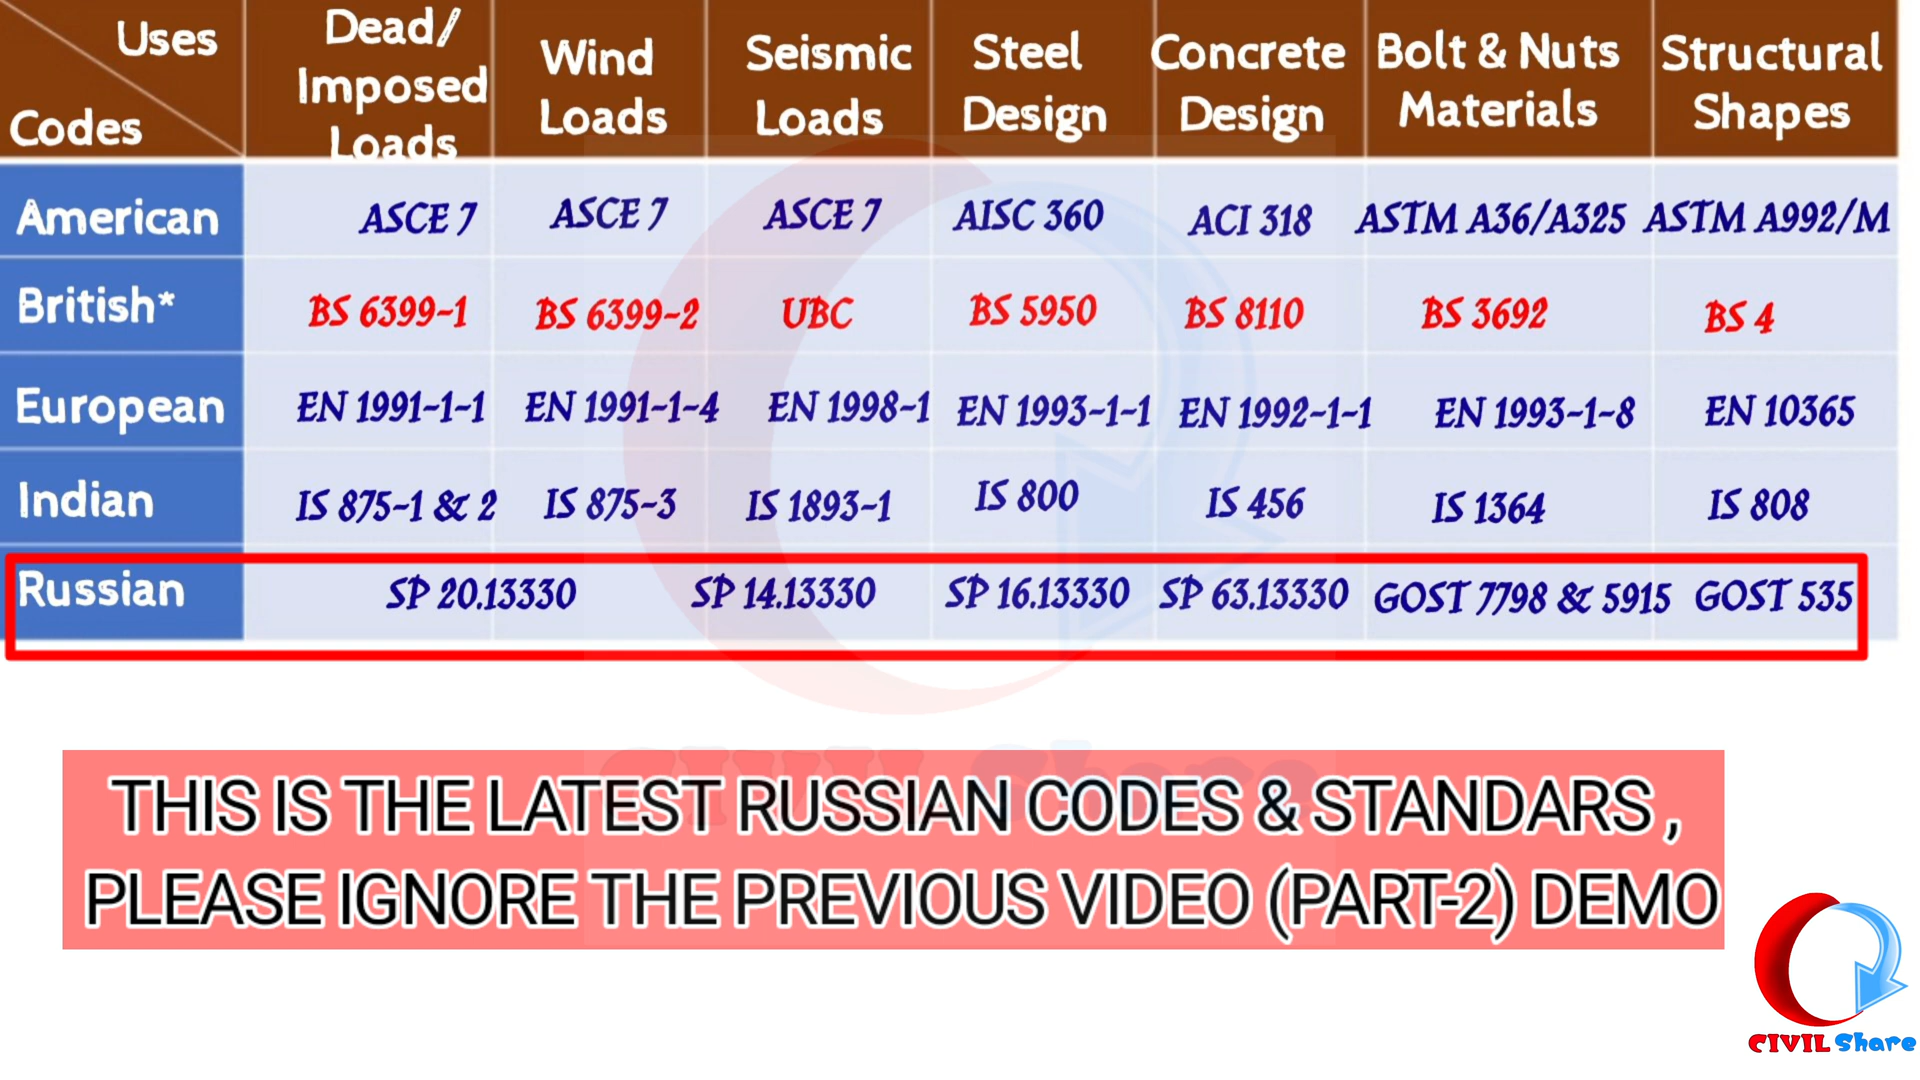 Uses
Codes
Dead/
Imposed
Loads
Wind
Loads
Seismic
Loads
Steel
Design
Concrete
Design
Bolt & Nuts
Materials
Structural
Shapes
American ASCE 7 ASCE 7 ASCE 7 AISC 360 ACI 318 ASTM A36/A325 ASTM A992/M
British* BS 6399-1 BS 6399-2 UBC BS 5950 BS 8110 BS 3692 BS 4
European EN 1991-1-1 EN 1991-1-4 EN 1998-1 EN 1993-1-1 EN 1992-1-1 EN 1993-1-8 EN 10365
Indian IS 875-1 & 2 IS 875-3 IS 1893-1 IS 800 IS 456 IS 1364 IS 808
Russian SP 20.13330 SP 14.13330 SP 16.13330 SP 63.13330 GOST 7798 & 5915 GOST 535
THIS IS THE LATEST RUSSIAN CODES & STANDARS ,
PLEASE IGNORE THE PREVIOUS VIDEO (PART-2) DEMO
CIVIL Share
CIVIL Share